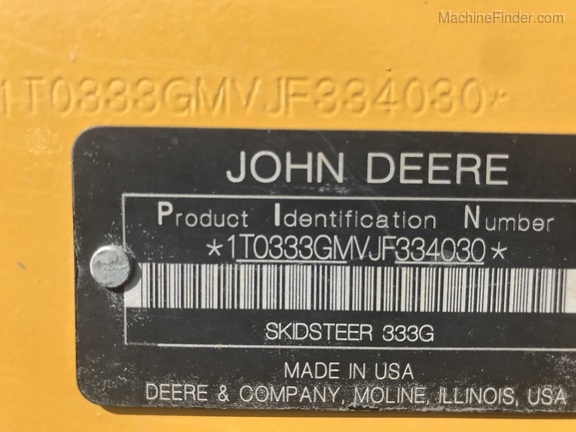 MachineFinder.com
1T0333GMVJF334030*
JOHN DEERE
Product Identification Number
*1T0333GMVJF334030*
SKIDSTEER 333G
MADE IN USA
DEERE & COMPANY, MOLINE, ILLINOIS, USA